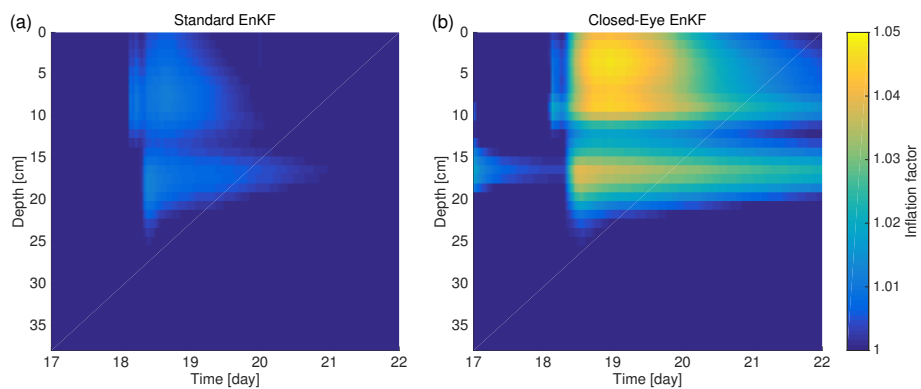 (a) Standard EnKF
0
5
10
15
20
25
30
35
Depth [cm]
17 18 19 20 21 22
Time [day]
(b) Closed-Eye EnKF
0
5
10
15
20
25
30
35
Depth [cm]
17 18 19 20 21 22
Time [day]
1.05
1.04
1.03
1.02
1.01
1
Inflation factor